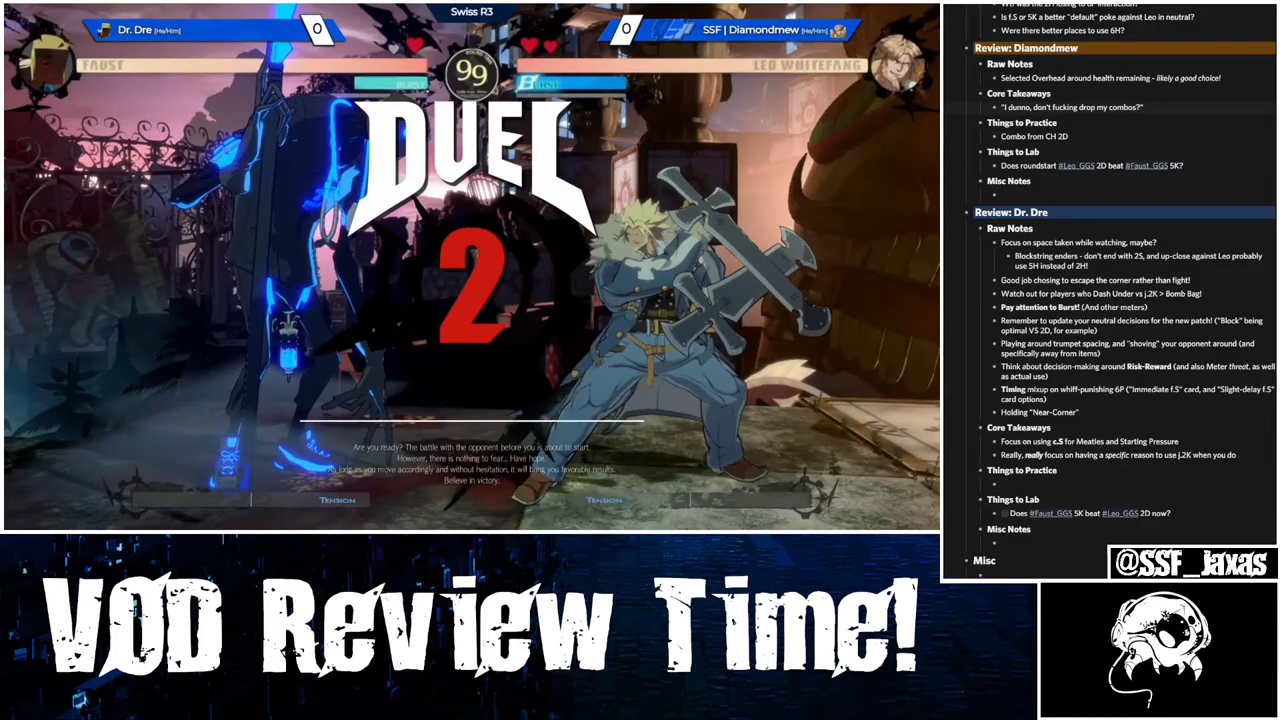 Swiss R3
Dr. Dre [He/Him]
0
0
SSF | Diamondmew [He/Him]
FAUST
99
LEO WHITEFANG
BURST
BURST
DUEL
2
Are you ready? The battle with the opponent before you is about to start.
However, there is nothing to fear... Have hope.
As long as you move accordingly and without hesitation, it will bring you favorable results.
Believe in victory.
TENSION
TENSION
Is f.S or 5K a better "default" poke against Leo in neutral?
Were there better places to use 6H?
Review: Diamondmew
Raw Notes
Selected Overhead around health remaining - likely a good choice!
Core Takeaways
"I dunno, don't fucking drop my combos?"
Things to Practice
Combo from CH 2D
Things to Lab
Does roundstart #Leo_GGS 2D beat #Faust_GGS 5K?
Misc Notes
Review: Dr. Dre
Raw Notes
Focus on space taken while watching, maybe?
Blockstring enders - don't end with 2S, and up-close against Leo probably
use 5H instead of 2H!
Good job chosing to escape the corner rather than fight!
Watch out for players who Dash Under vs j.2K > Bomb Bag!
Pay attention to Burst! (And other meters)
Remember to update your neutral decisions for the new patch! ("Block" being
optimal VS 2D, for example)
Playing around trumpet spacing, and "shoving" your opponent around (and
specifically away from items)
Think about decision-making around Risk-Reward (and also Meter threat, as well
as actual use)
Timing mixup on whiff-punishing 6P ("Immediate f.S" card, and "Slight-delay f.S"
card options)
Holding "Near-Corner"
Core Takeaways
Focus on using c.S for Meaties and Starting Pressure
Really, really focus on having a specific reason to use j.2K when you do
Things to Practice
Things to Lab
Does #Faust_GGS 5K beat #Leo_GGS 2D now?
Misc Notes
Misc
@SSF_Jaxas
VOD Review Time!